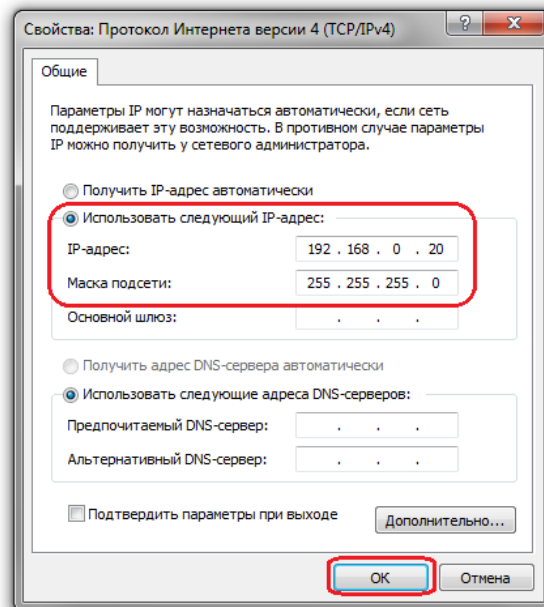 Свойства: Протокол Интернета версии 4 (TCP/IPv4)
Общие
Параметры IP могут назначаться автоматически, если сеть
поддерживает эту возможность. В противном случае параметры
IP можно получить у сетевого администратора.
Получить IP-адрес автоматически
Использовать следующий IP-адрес:
IP-адрес: 192 . 168 . 0 . 20
Маска подсети: 255 . 255 . 255 . 0
Основной шлюз: . . .
Получить адрес DNS-сервера автоматически
Использовать следующие адреса DNS-серверов:
Предпочитаемый DNS-сервер: . . .
Альтернативный DNS-сервер: . . .
Подтвердить параметры при выходе
Дополнительно...
ОК Отмена